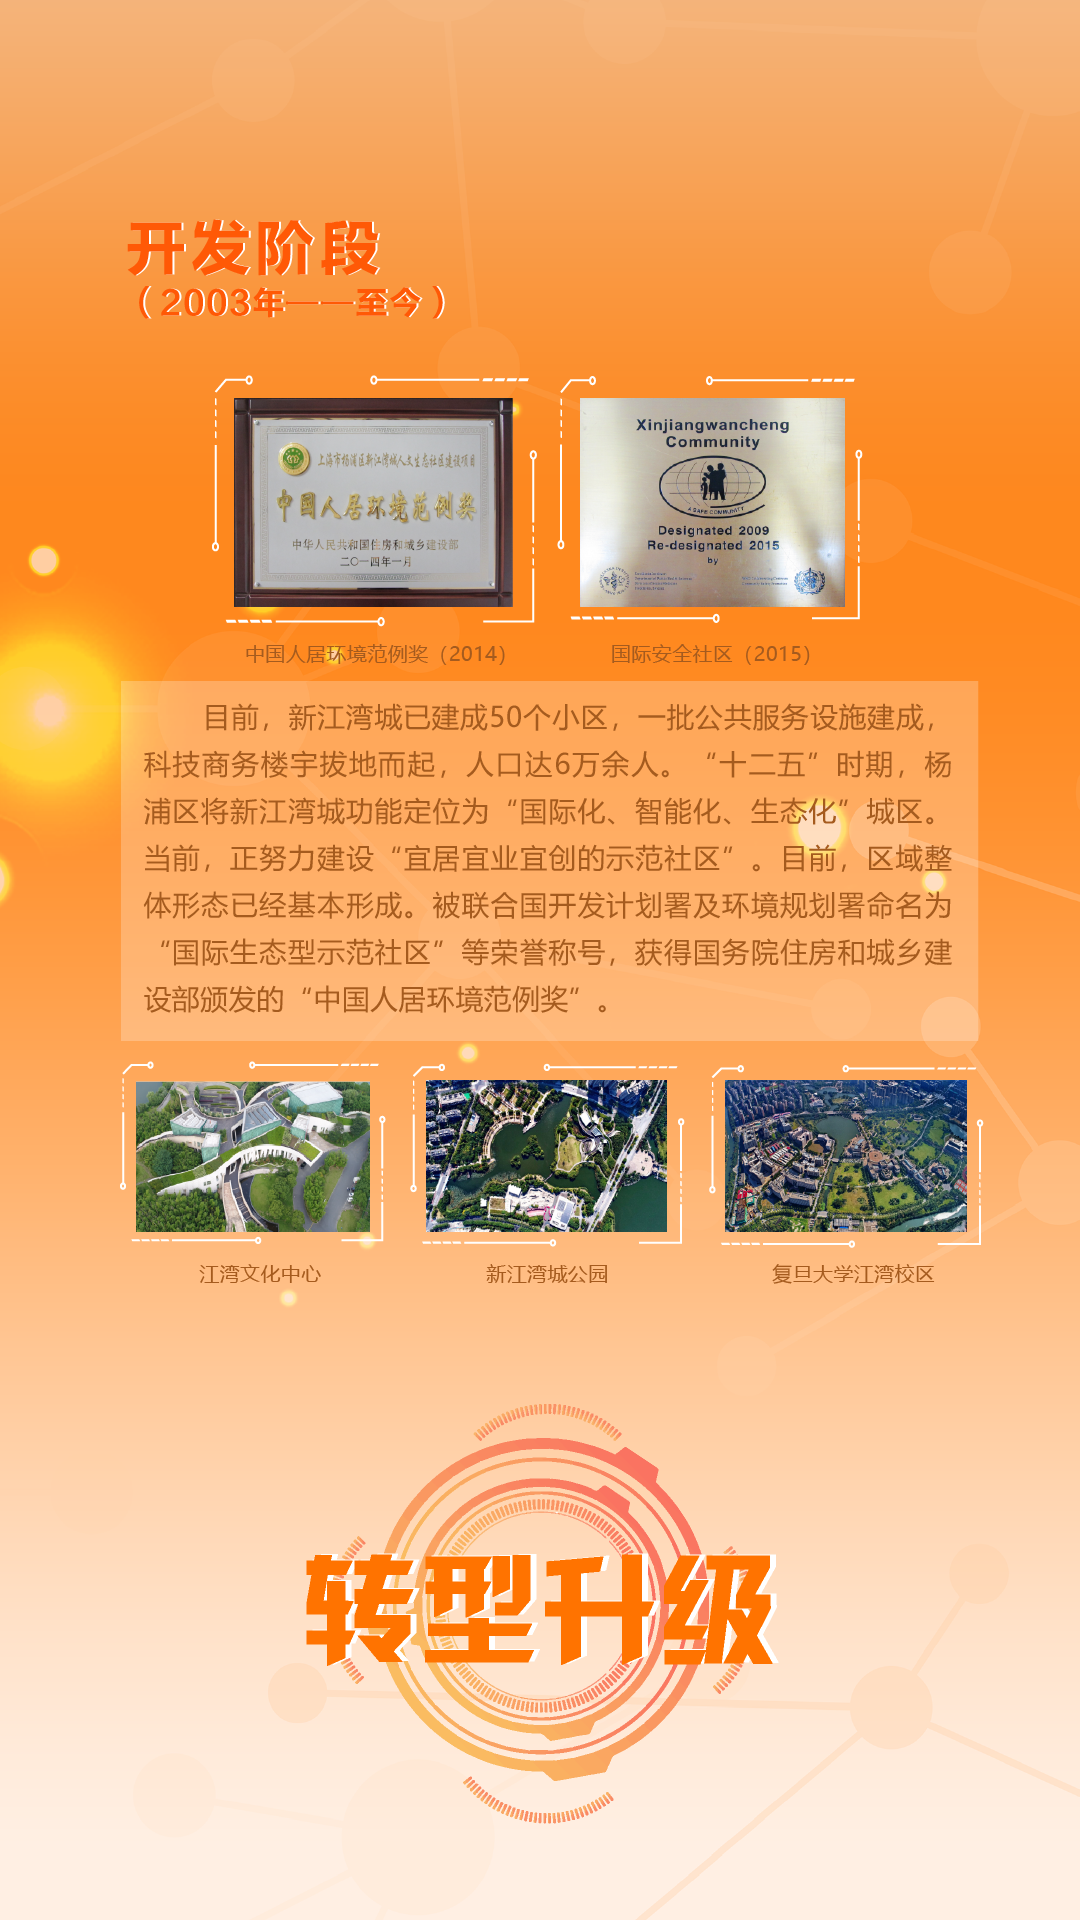 开发阶段
（2003年——至今）
上海市杨浦区新江湾城人文生态社区建设项目
中国人居环境范例奖
中华人民共和国住房和城乡建设部
二〇一四年一月
Xinjiangwancheng
Community
A SAFE COMMUNITY
Designated 2009
Re-designated 2015
by
中国人居环境范例奖（2014）
国际安全社区（2015）
目前，新江湾城已建成50个小区，一批公共服务设施建成，
科技商务楼宇拔地而起，人口达6万余人。“十二五”时期，杨
浦区将新江湾城功能定位为“国际化、智能化、生态化”城区。
当前，正努力建设“宜居宜业宜创的示范社区”。目前，区域整
体形态已经基本形成。被联合国开发计划署及环境规划署命名为
“国际生态型示范社区”等荣誉称号，获得国务院住房和城乡建
设部颁发的“中国人居环境范例奖”。
江湾文化中心
新江湾城公园
复旦大学江湾校区
转型升级